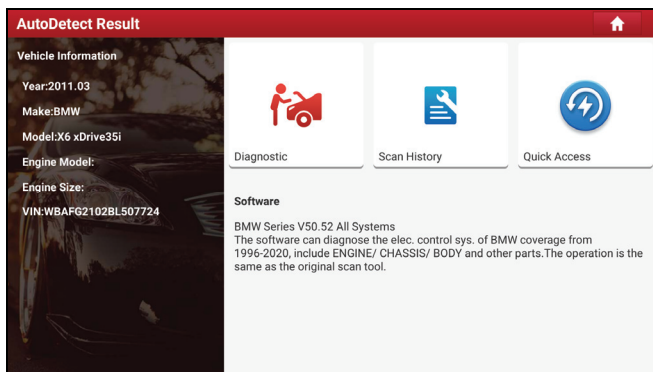 AutoDetect Result
Vehicle Information
Year:2011.03
Make:BMW
Model:X6 xDrive35i
Engine Model:
Engine Size:
VIN:WBAFG2102BL507724
Diagnostic
Scan History
Quick Access
Software
BMW Series V50.52 All Systems
The software can diagnose the elec. control sys. of BMW coverage from
1996-2020, include ENGINE/ CHASSIS/ BODY and other parts.The operation is the
same as the original scan tool.